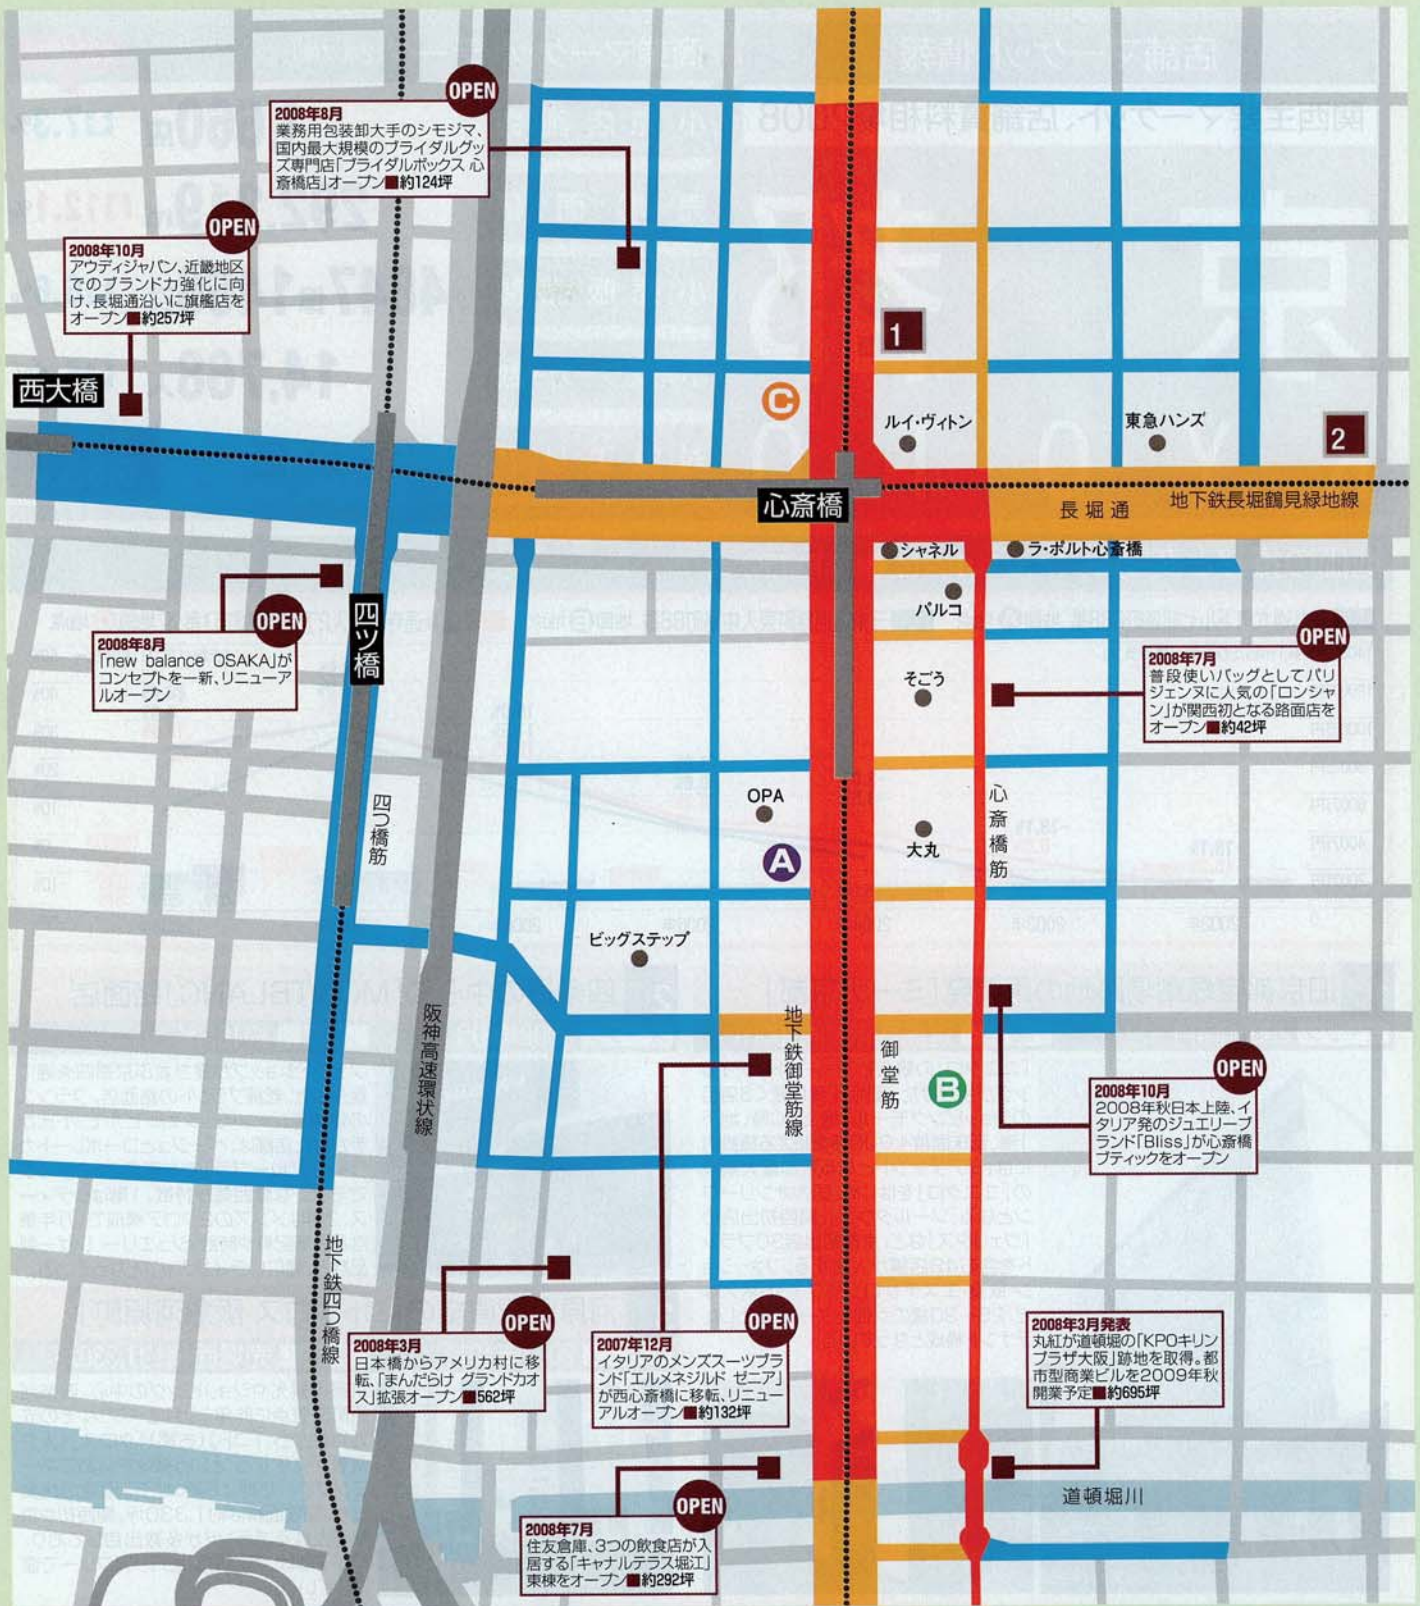 OPEN
2008年8月
業務用包装卸大手のシモジマ、
国内最大規模のブライダルグッ
ズ専門店「ブライダルボックス 心
斎橋店」オープン■約124坪
OPEN
2008年10月
アウディジャパン、近畿地区
でのブランド力強化に向
け、長堀通沿いに旗艦店を
オープン■約257坪
西大橋
1
C
ルイ・ヴィトン
東急ハンズ
2
心斎橋
長堀通
地下鉄長堀鶴見緑地線
シャネル
ラ・ポルト心斎橋
パルコ
四ツ橋
OPEN
2008年8月
「new balance OSAKA」が
コンセプトを一新、リニューア
ルオープン
OPEN
2008年7月
普段使いバッグとしてパリ
ジェンヌに人気の「ロンシャ
ン」が関西初となる路面店を
オープン■約42坪
そごう
OPA
A
大丸
心斎橋筋
四つ橋筋
ビッグステップ
阪神高速環状線
地下鉄御堂筋線
御堂筋
B
OPEN
2008年10月
2008年秋日本上陸、イ
タリア発のジュエリーブ
ランド「Bliss」が心斎橋
ブティックをオープン
地下鉄四つ橋線
OPEN
2008年3月
日本橋からアメリカ村に移
転、「まんだらけ グランドカオ
ス」拡張オープン■562坪
OPEN
2007年12月
イタリアのメンズスーツブラ
ンド「エルメネジルド ゼニア」
が西心斎橋に移転、リニュー
アルオープン■約132坪
2008年3月発表
丸紅が道頓堀の「KPOキリン
プラザ大阪」跡地を取得。都
市型商業ビルを2009年秋
開業予定■約695坪
OPEN
2008年7月
住友倉庫、3つの飲食店が入
居する「キャナルテラス堀江」
東棟をオープン■約292坪
道頓堀川